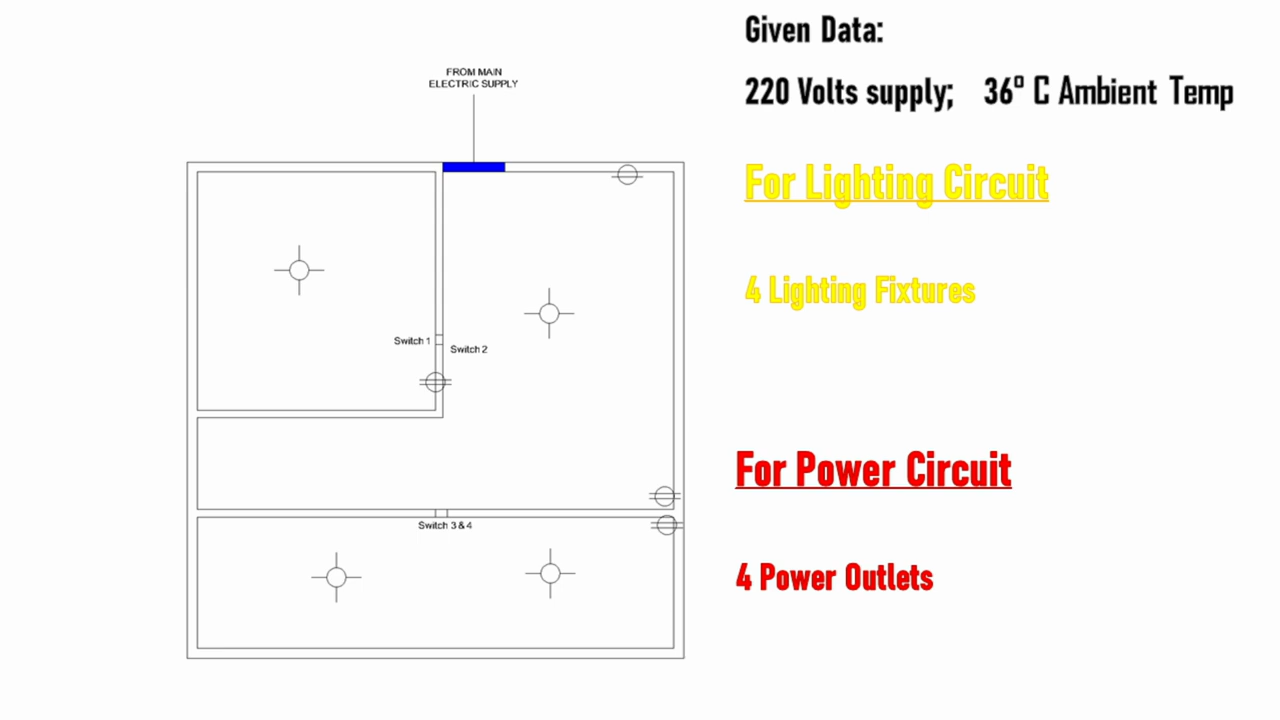 Given Data:
220 Volts supply; 36º C Ambient Temp
FROM MAIN
ELECTRIC SUPPLY
For Lighting Circuit
4 Lighting Fixtures
Switch 1
Switch 2
For Power Circuit
Switch 3 & 4
4 Power Outlets